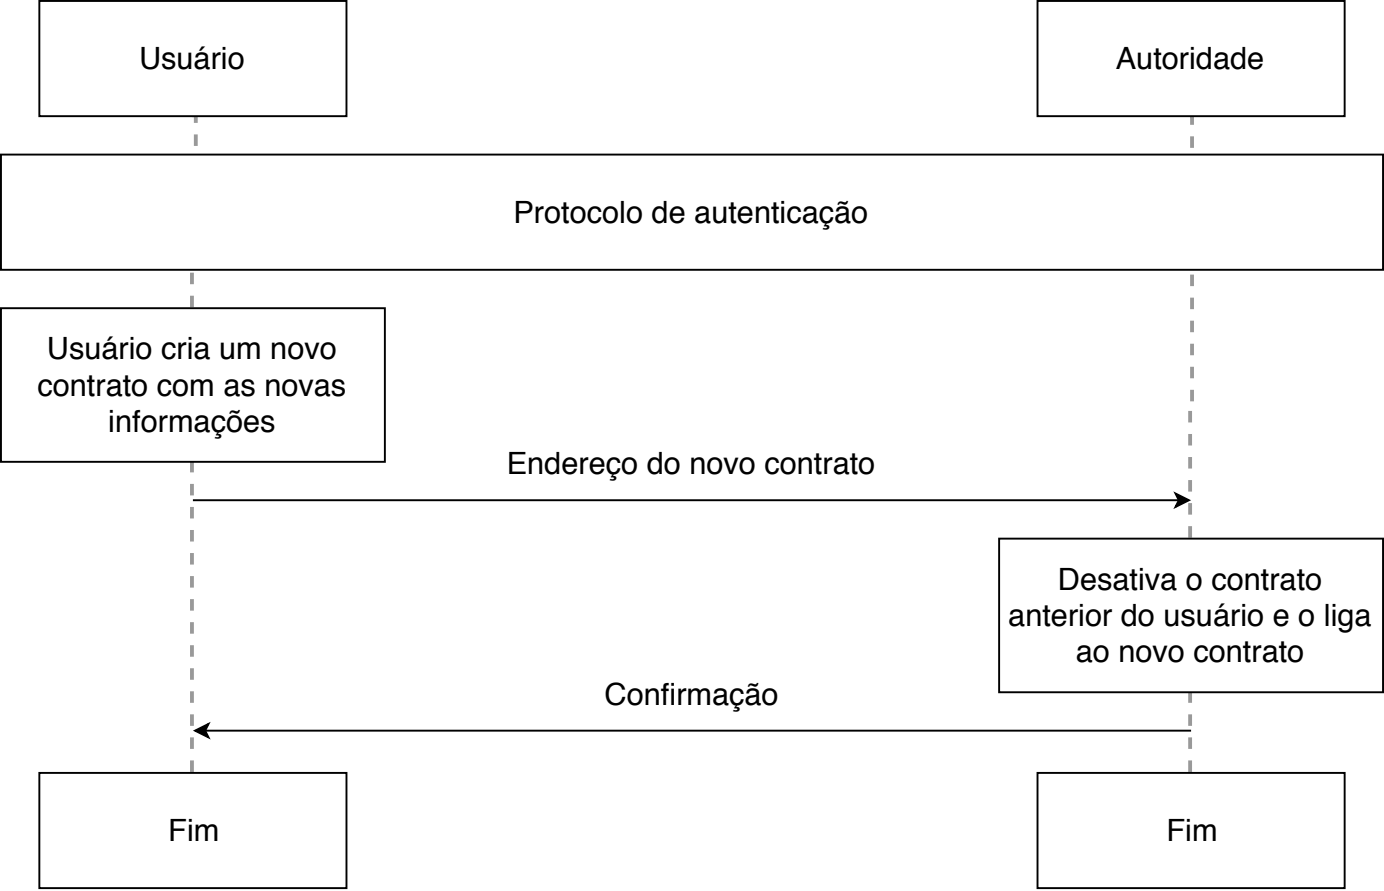 Usuário
Autoridade
Protocolo de autenticação
Usuário cria um novo
contrato com as novas
informações
Endereço do novo contrato
Desativa o contrato
anterior do usuário e o liga
ao novo contrato
Confirmação
Fim
Fim